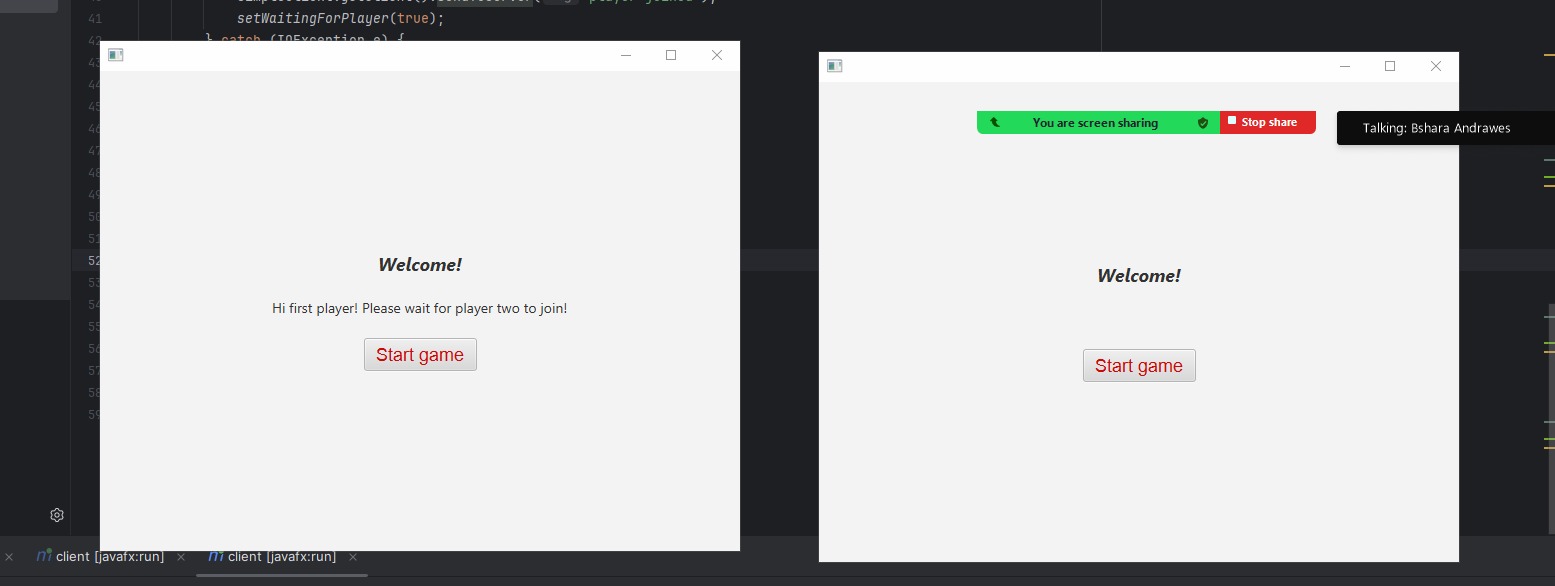 41 setWaitingForPlayer(true);
42 } catch (IOException e) {
43
44
45
46
47
48
49
50
51
52
53
54
55
56
57
58
59
Welcome!
Hi first player! Please wait for player two to join!
Start game
You are screen sharing
Stop share
Talking: Bshara Andrawes
Welcome!
Start game
client [javafx:run]
client [javafx:run]